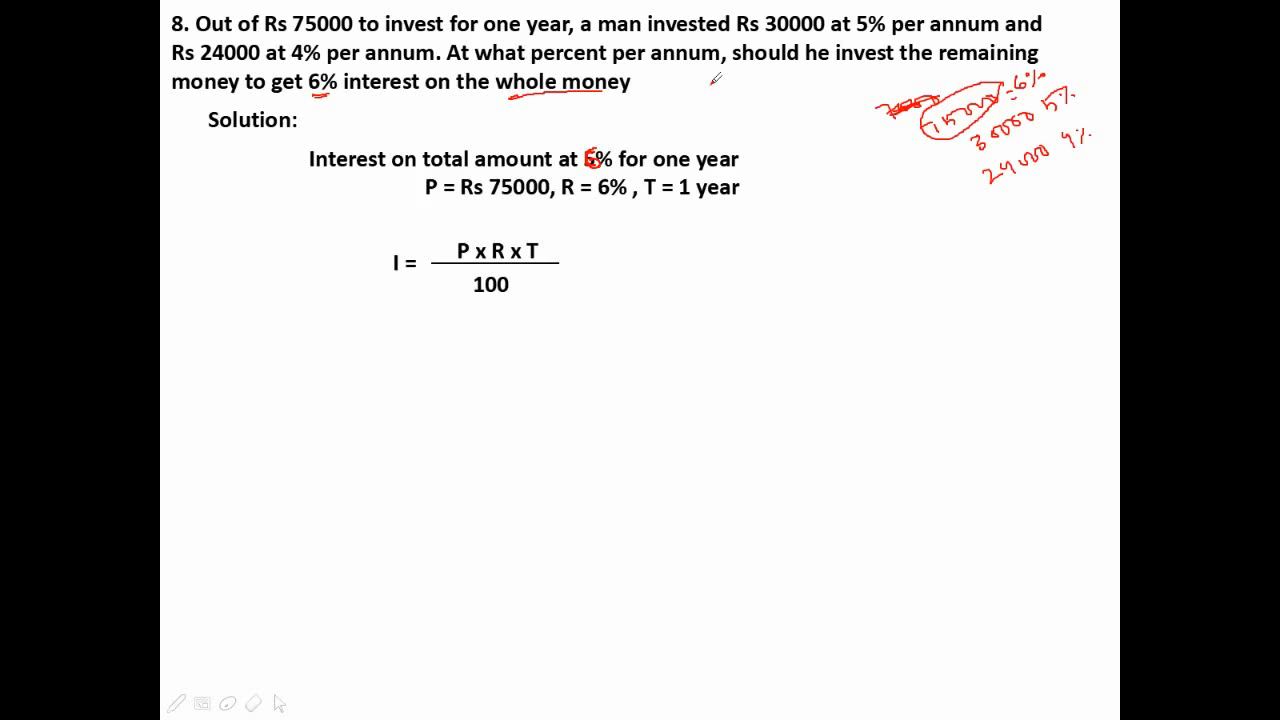 8. Out of Rs 75000 to invest for one year, a man invested Rs 30000 at 5% per annum and
Rs 24000 at 4% per annum. At what percent per annum, should he invest the remaining
money to get 6% interest on the whole money
= 6%
75000
30000 5%
24000 4%
Solution:
Interest on total amount at 6% for one year
P = Rs 75000, R = 6% , T = 1 year
I =
P x R x T
100